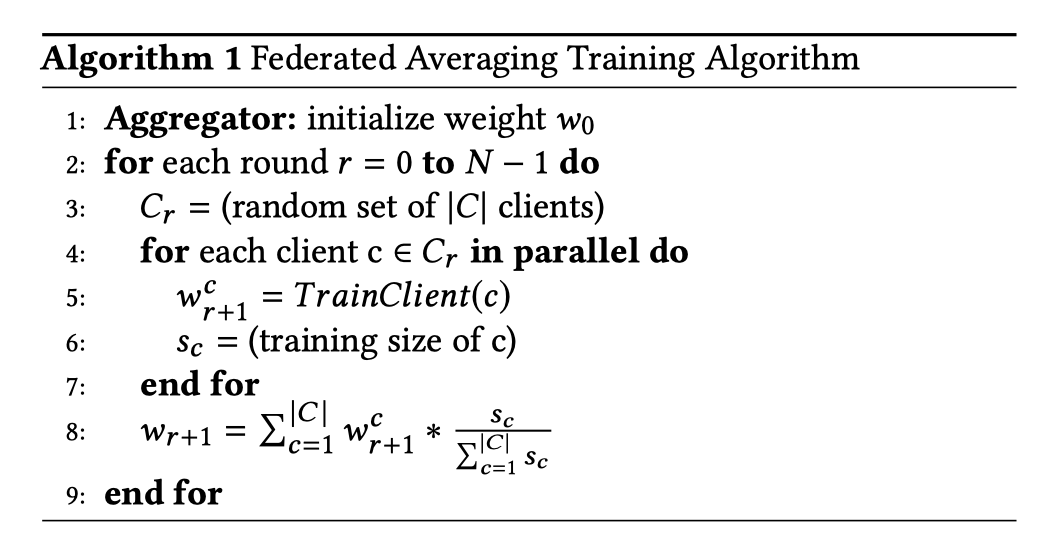 Algorithm 1 Federated Averaging Training Algorithm
1: Aggregator: initialize weight w_0
2: for each round r = 0 to N − 1 do
3: C_r = (random set of |C| clients)
4: for each client c ∈ C_r in parallel do
5: w_{r+1}^c = TrainClient(c)
6: s_c = (training size of c)
7: end for
8: w_{r+1} = ∑_{c=1}^{|C|} w_{r+1}^c * \frac{s_c}{∑_{c=1}^{|C|} s_c}
9: end for